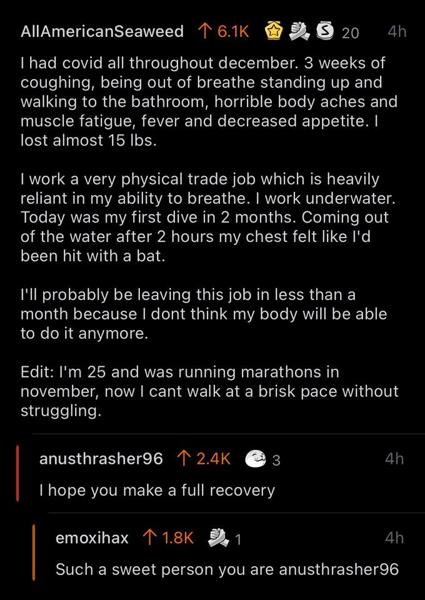 AllAmericanSeaweed ↑ 6.1K 20 4h
I had covid all throughout december. 3 weeks of
coughing, being out of breathe standing up and
walking to the bathroom, horrible body aches and
muscle fatigue, fever and decreased appetite. I
lost almost 15 lbs.
I work a very physical trade job which is heavily
reliant in my ability to breathe. I work underwater.
Today was my first dive in 2 months. Coming out
of the water after 2 hours my chest felt like I'd
been hit with a bat.
I'll probably be leaving this job in less than a
month because I dont think my body will be able
to do it anymore.
Edit: I'm 25 and was running marathons in
november, now I cant walk at a brisk pace without
struggling.
anusthrasher96 ↑ 2.4K 3 4h
I hope you make a full recovery
emoxihax ↑ 1.8K 1 4h
Such a sweet person you are anusthrasher96